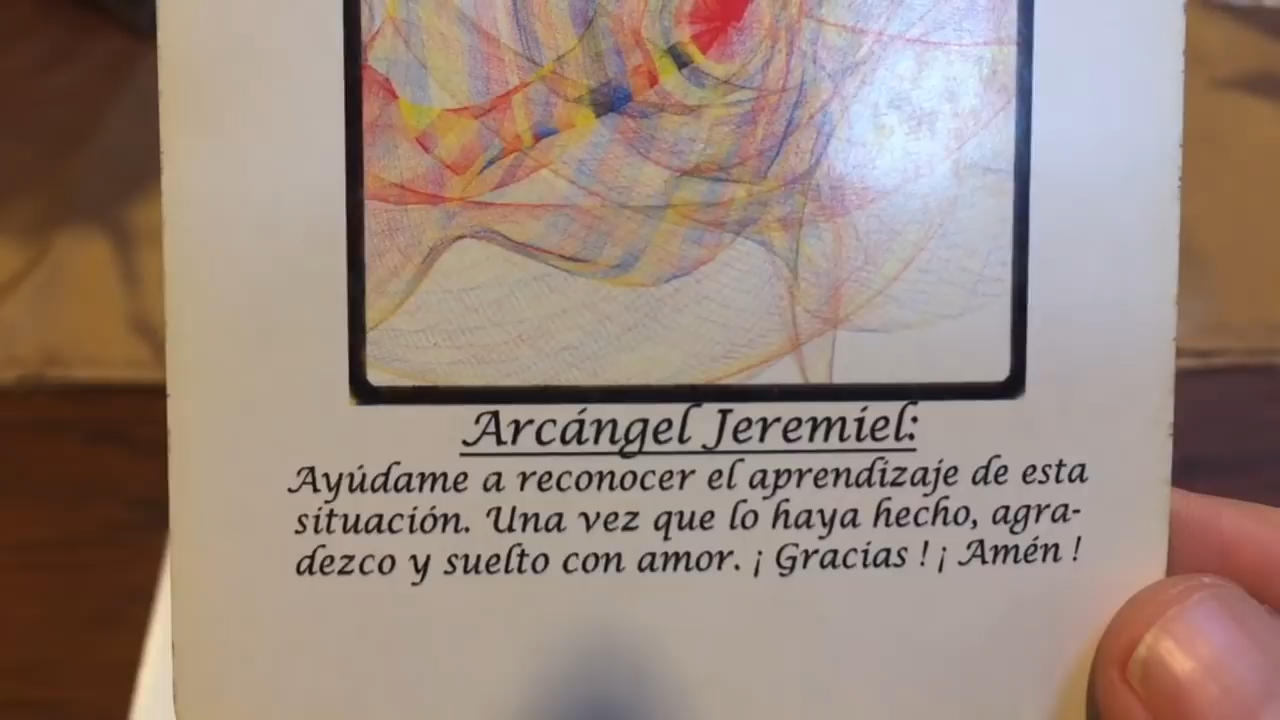 Arcángel Jeremiel:
Ayúdame a reconocer el aprendizaje de esta
situación. Una vez que lo haya hecho, agra-
dezco y suelto con amor. ¡ Gracias ! ¡ Amén !